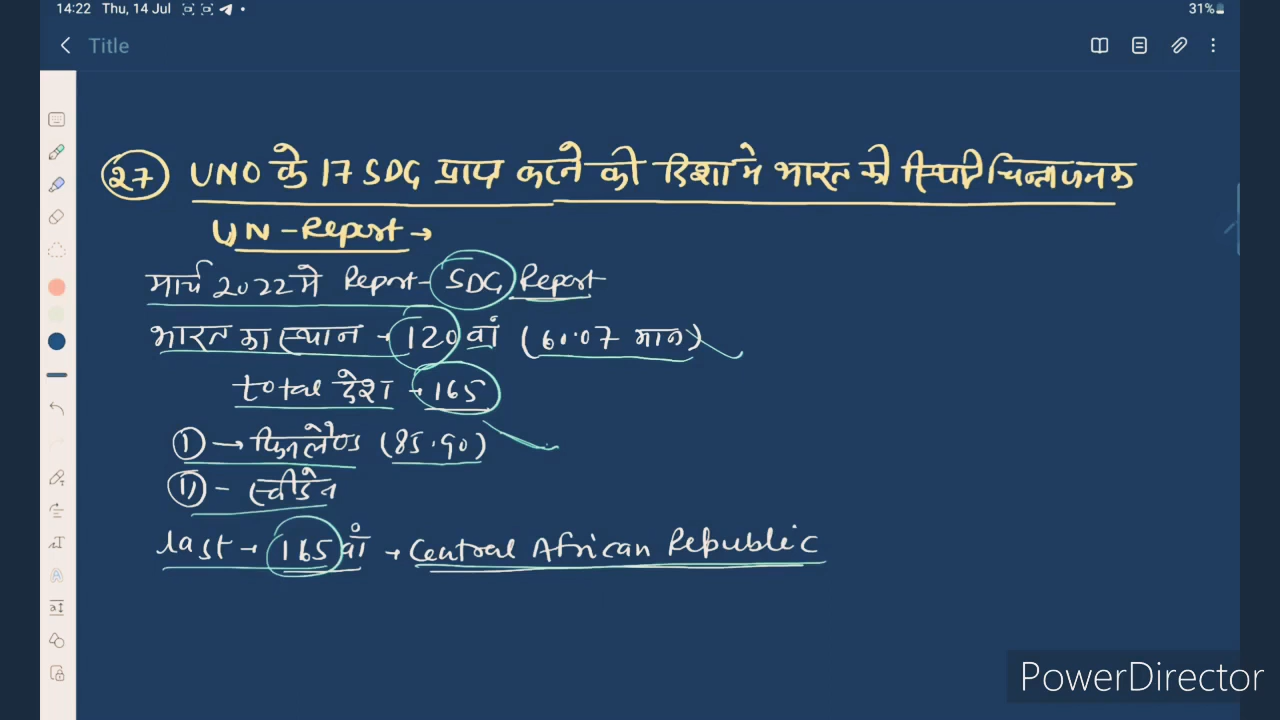 14:22 Thu, 14 Jul
31%
Title
27 UNO के 17 SDG प्राप्त करने की दिशा मे भारत की स्थिति चिन्ताजनक
UN-Report →
मार्च 2022 मे Report- SDG Report
भारत का स्थान → 120 वां (60.07 मान)
total देश → 165
① → फिनलैण्ड (85.90)
② - स्वीडेन
last → 165 वां → Central African Republic
PowerDirector